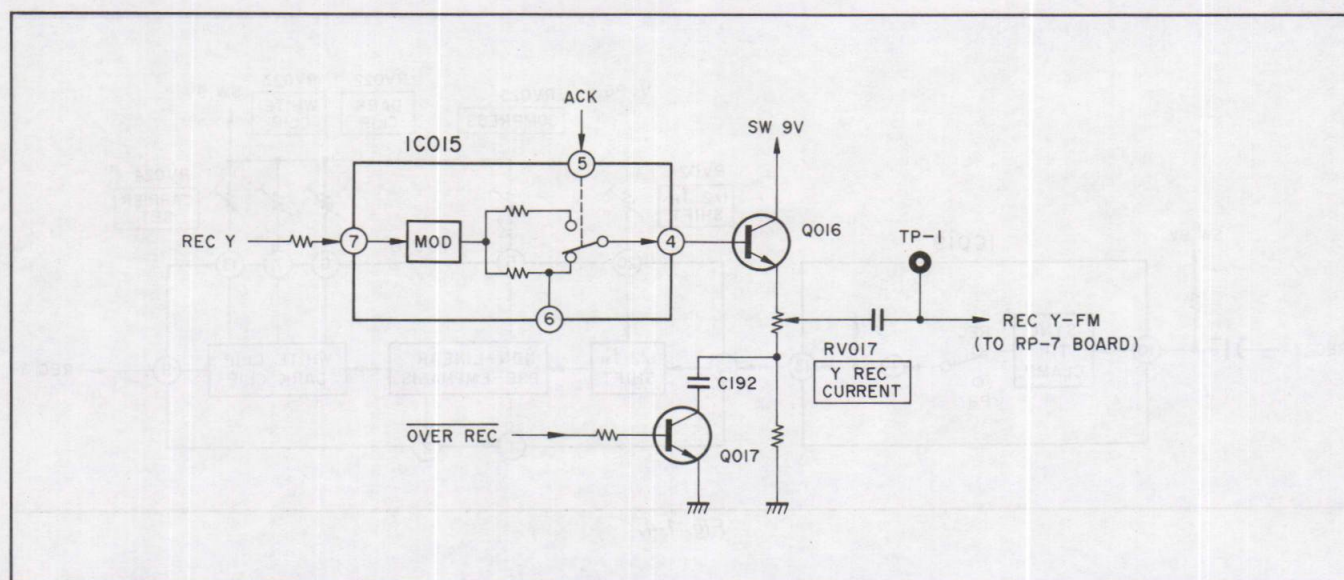 ACK
IC015
5
SW 9V
REC Y
7
MOD
4
Q016
TP-1
6
REC Y-FM
(TO RP-7 BOARD)
RV017
Y REC
CURRENT
C192
OVER REC
Q017